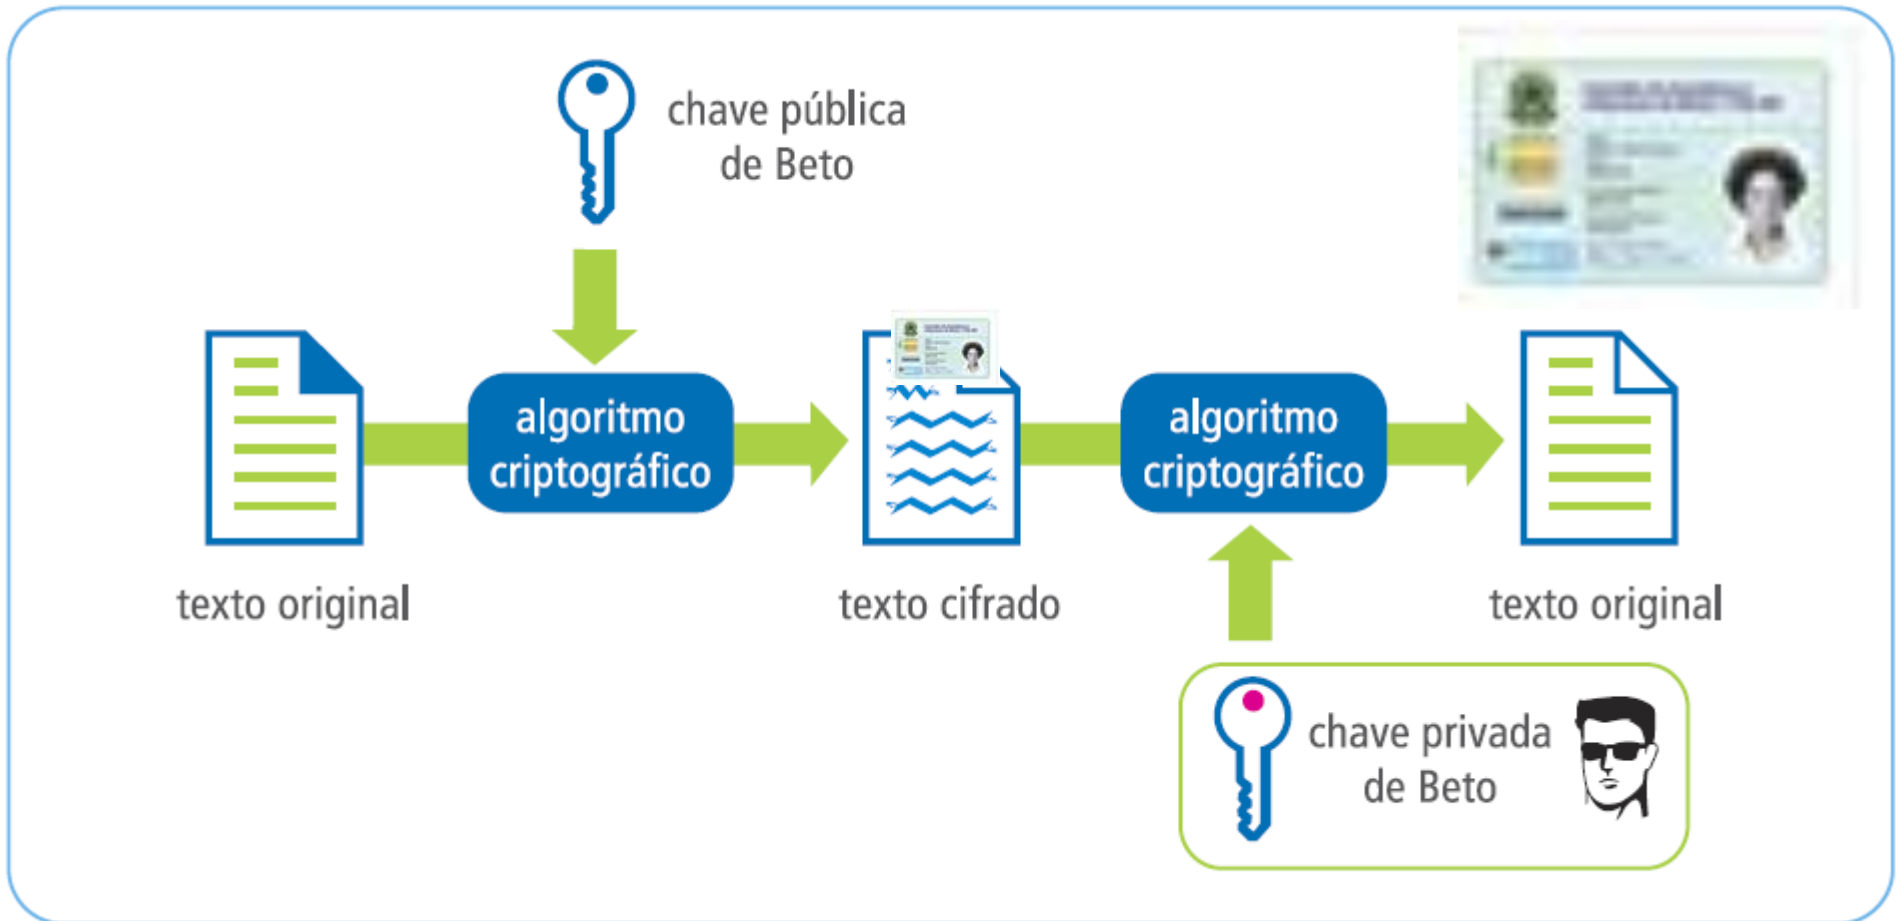 chave pública
de Beto
algoritmo
criptográfico
algoritmo
criptográfico
texto original
texto cifrado
texto original
chave privada
de Beto